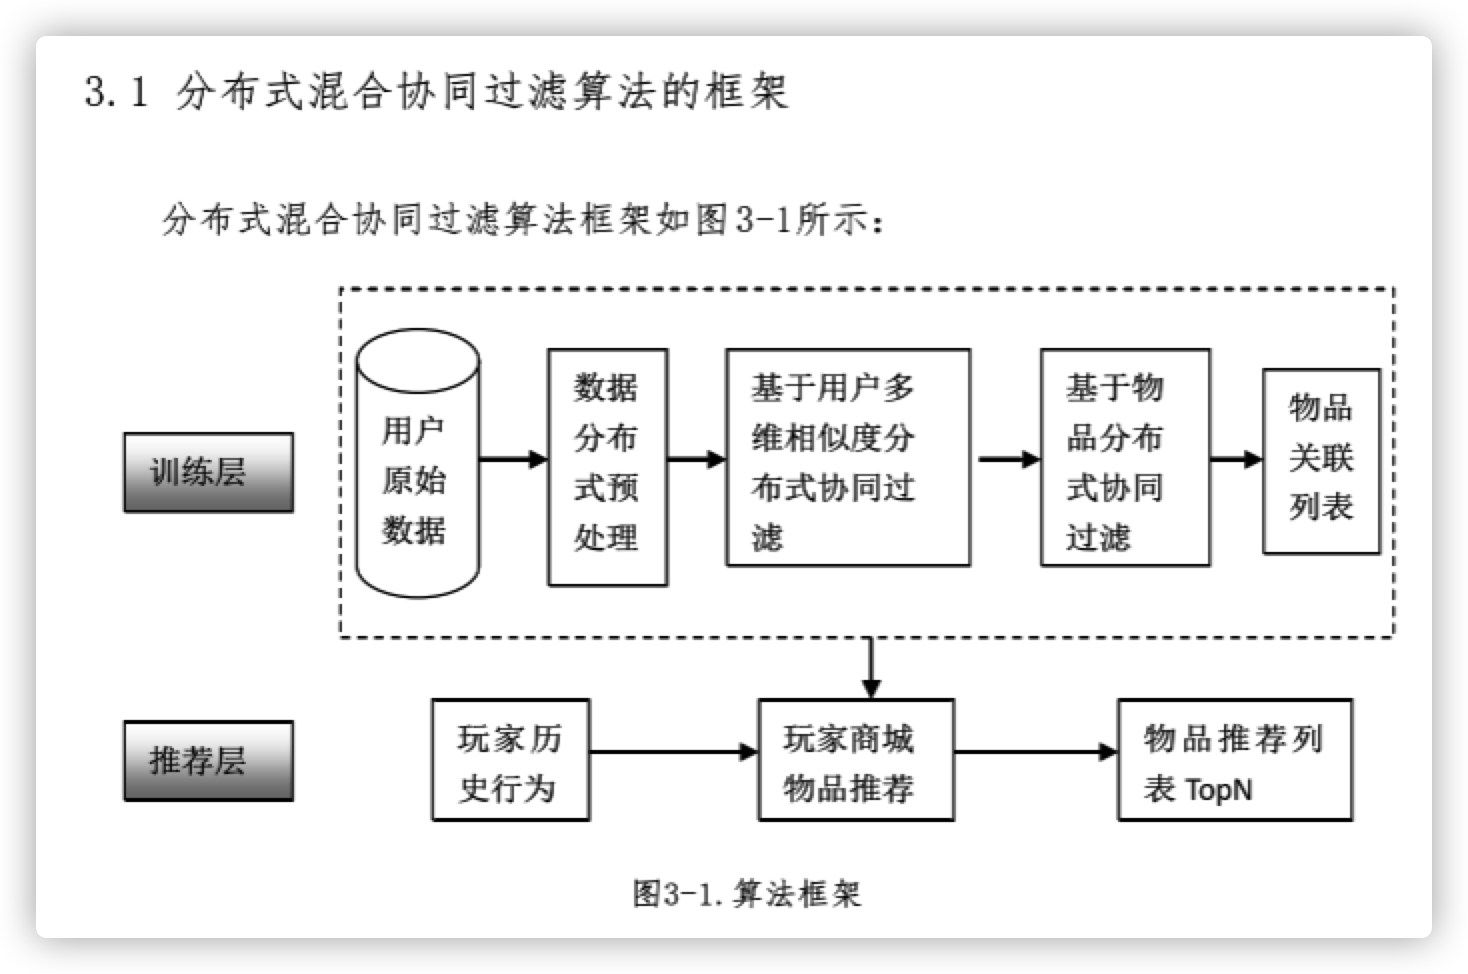 3.1 分布式混合协同过滤算法的框架
分布式混合协同过滤算法框架如图3-1所示：
训练层
用户
原始
数据
数据
分布
式预
处理
基于用户多
维相似度分
布式协同过
滤
基于物
品分布
式协同
过滤
物品
关联
列表
推荐层
玩家历
史行为
玩家商城
物品推荐
物品推荐列
表 TopN
图3-1.算法框架